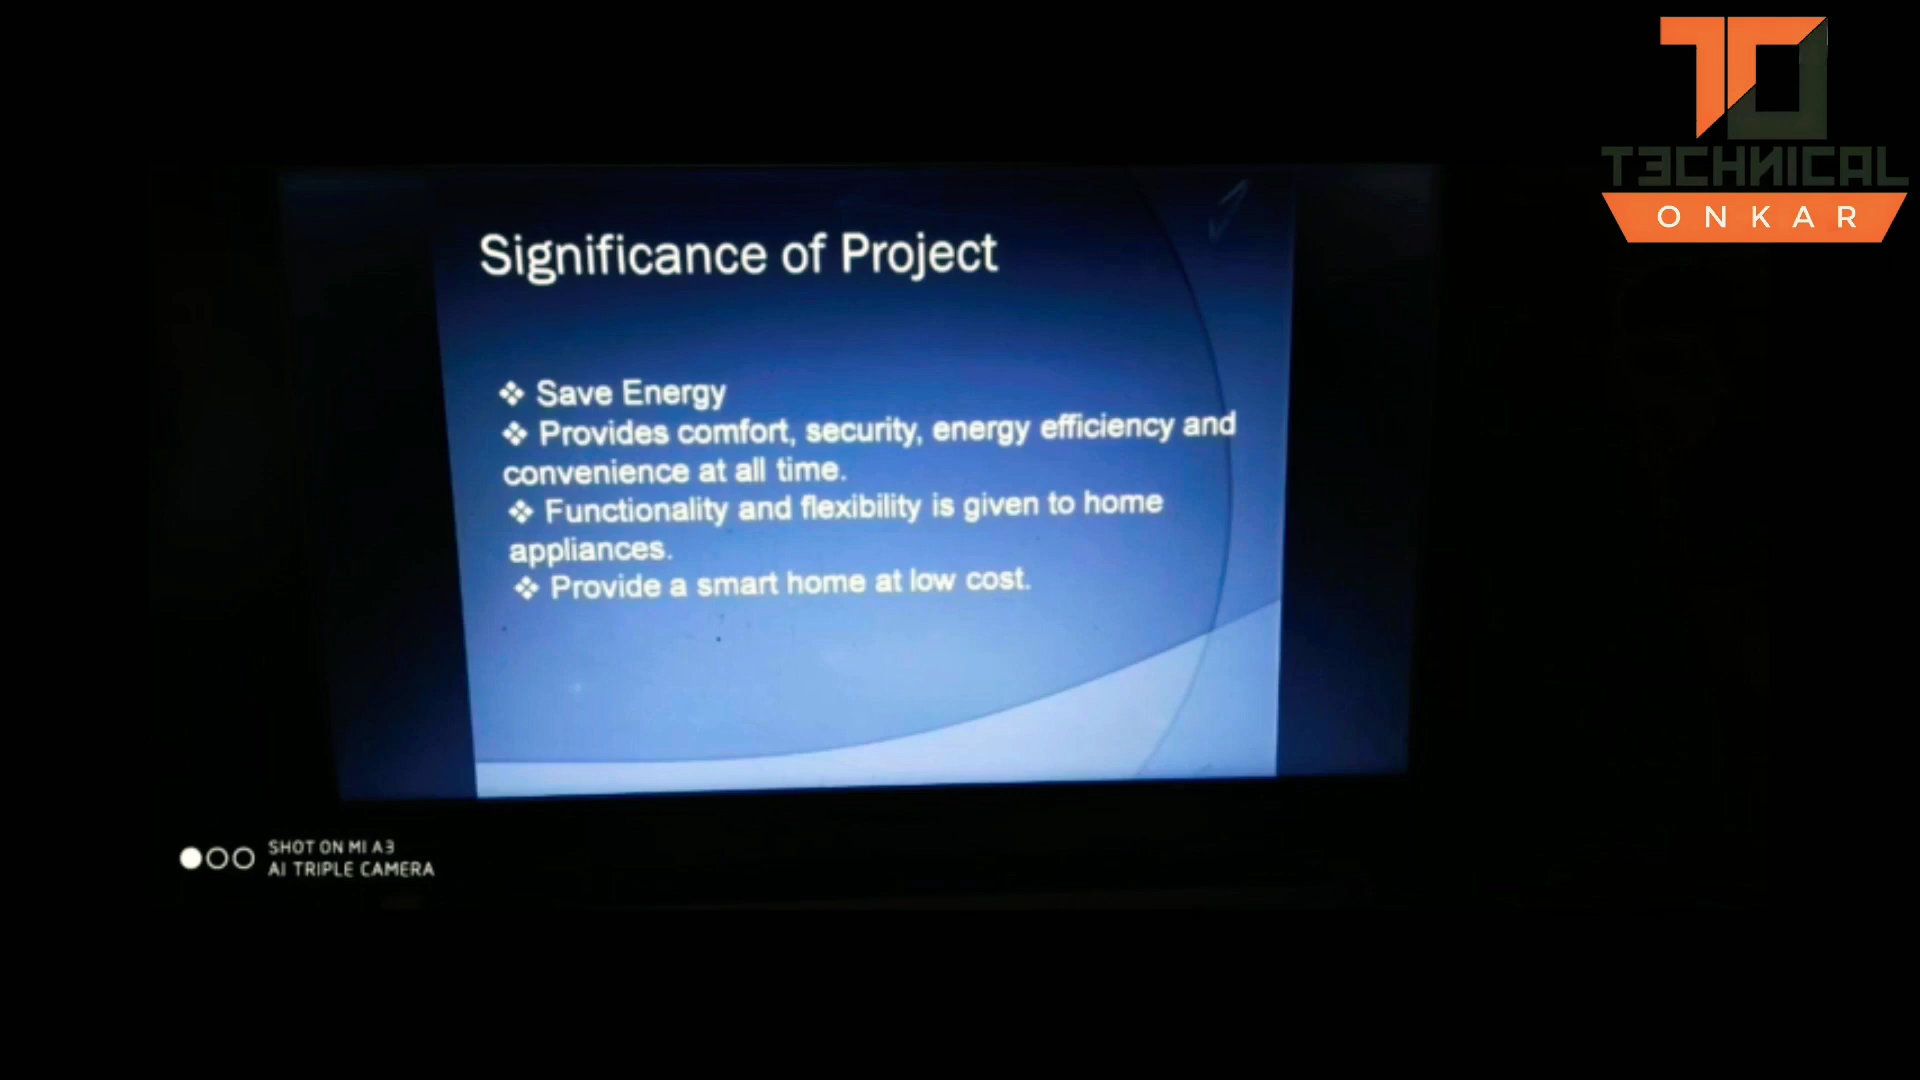 TECHNICAL
ONKAR
Significance of Project
❖ Save Energy
❖ Provides comfort, security, energy efficiency and
convenience at all time.
❖ Functionality and flexibility is given to home
appliances.
❖ Provide a smart home at low cost.
SHOT ON MI A3
AI TRIPLE CAMERA